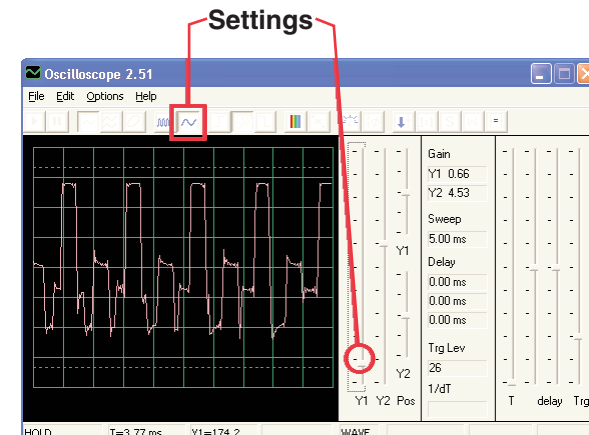 Settings
Oscilloscope 2.51
File Edit Options Help
Gain
Y1 0.66
Y2 4.53
Sweep
5.00 ms
Y1
Delay
0.00 ms
0.00 ms
0.00 ms
Trg Lev
Y2
26
1/dT
Y1 Y2 Pos
T delay Trg
HOLD T=3.77 ms Y1=174.2 WAVE